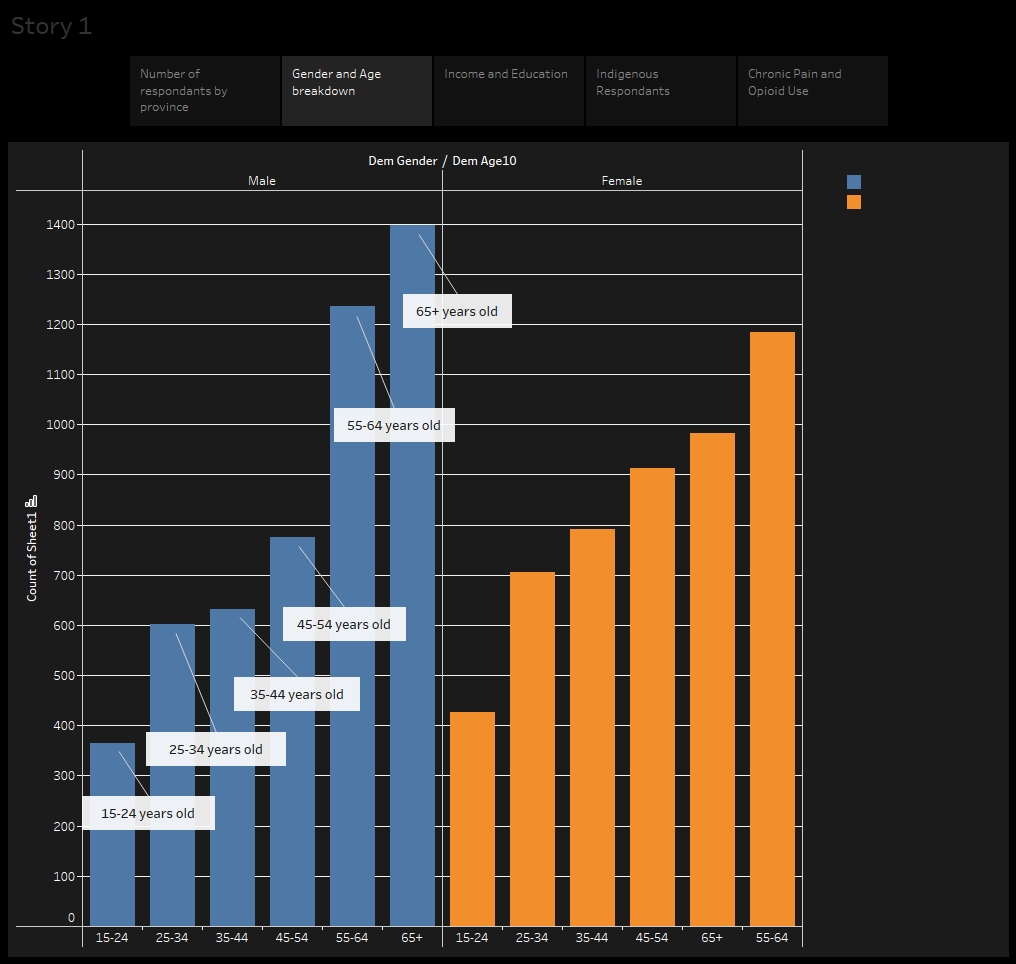 Story 1
Number of
respondants by
province
Gender and Age
breakdown
Income and Education
Indigenous
Respondants
Chronic Pain and
Opioid Use
Dem Gender / Dem Age10
Male
Female
1400
1300
1200
1100
1000
900
800
700
600
500
400
300
200
100
0
Count of Sheet1
65+ years old
55-64 years old
45-54 years old
35-44 years old
25-34 years old
15-24 years old
15-24 25-34 35-44 45-54 55-64 65+ 15-24 25-34 35-44 45-54 65+ 55-64